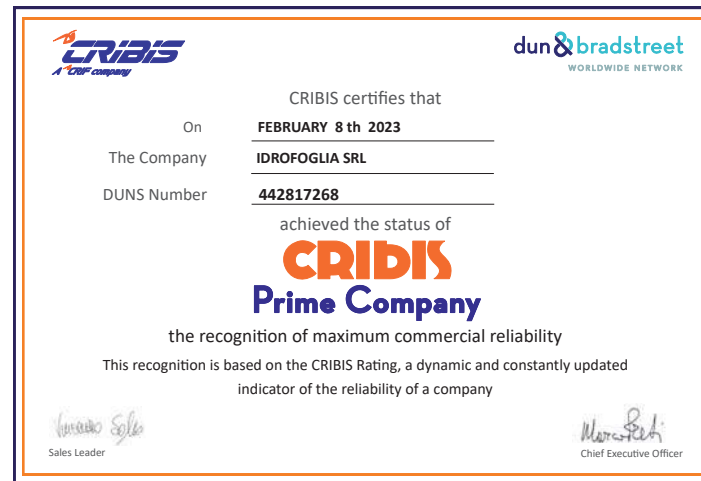 CRIBIS
A CRIF company
dun & bradstreet
WORLDWIDE NETWORK
CRIBIS certifies that
On FEBRUARY 8 th 2023
The Company IDROFOGLIA SRL
DUNS Number 442817268
achieved the status of
CRIBIS
Prime Company
the recognition of maximum commercial reliability
This recognition is based on the CRIBIS Rating, a dynamic and constantly updated
indicator of the reliability of a company
Sales Leader
Marco Preti
Chief Executive Officer